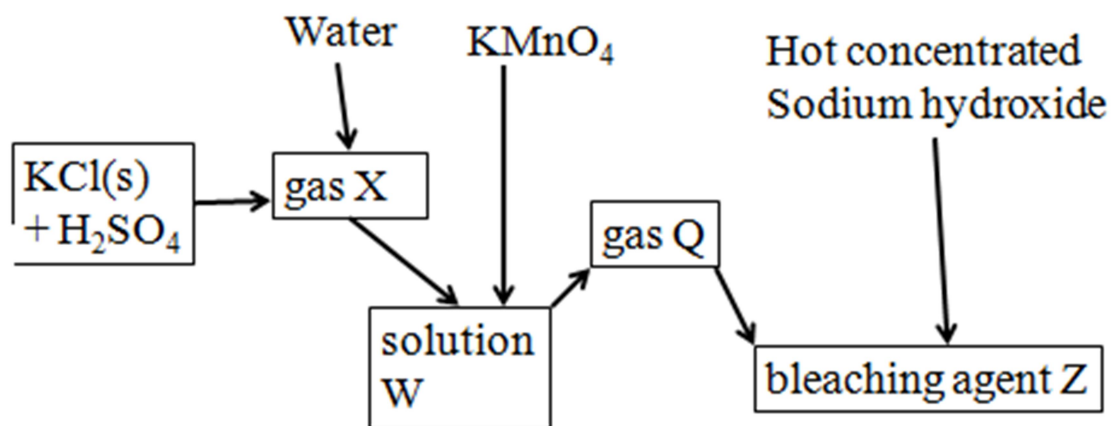 Water
KMnO₄
Hot concentrated
Sodium hydroxide
KCl(s)
+ H₂SO₄
gas X
gas Q
solution
W
bleaching agent Z